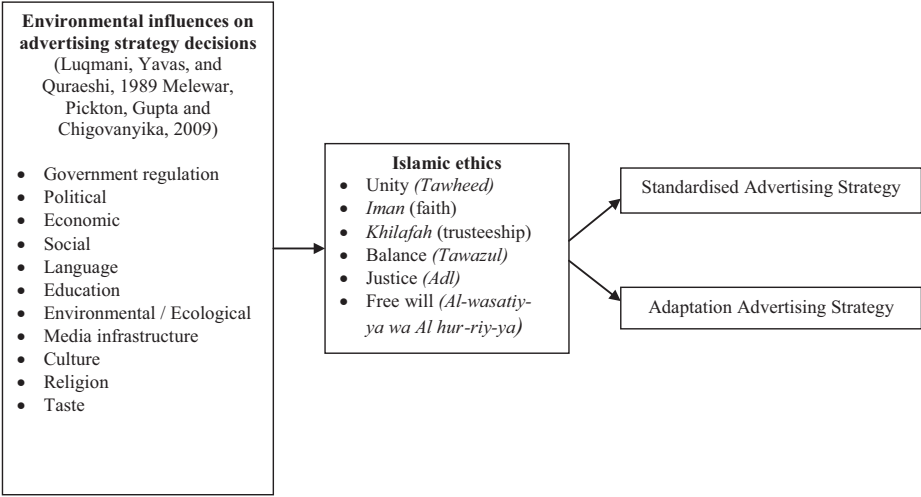 Environmental influences on
advertising strategy decisions
(Luqmani, Yavas, and
Quraeshi, 1989 Melewar,
Pickton, Gupta and
Chigovanyika, 2009)
• Government regulation
• Political
• Economic
• Social
• Language
• Education
• Environmental / Ecological
• Media infrastructure
• Culture
• Religion
• Taste
Islamic ethics
• Unity (Tawheed)
• Iman (faith)
• Khilafah (trusteeship)
• Balance (Tawazul)
• Justice (Adl)
• Free will (Al-wasatiy-
ya wa Al hur-riy-ya)
Standardised Advertising Strategy
Adaptation Advertising Strategy